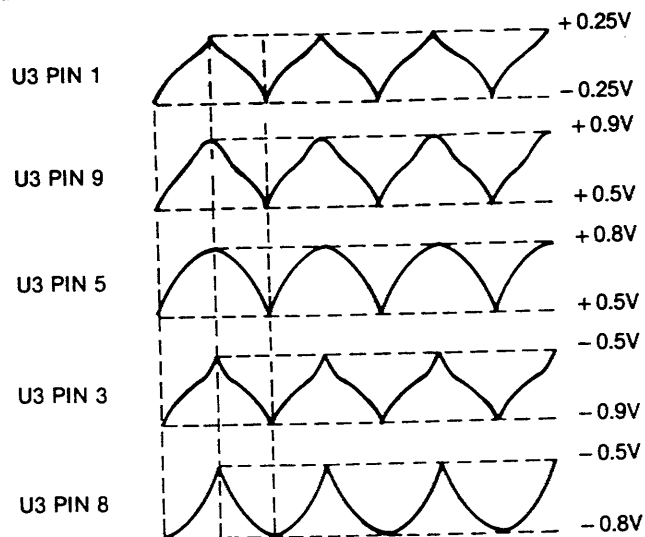 +0.25V
U3 PIN 1
-0.25V
+0.9V
U3 PIN 9
+0.5V
+0.8V
U3 PIN 5
+0.5V
-0.5V
U3 PIN 3
-0.9V
-0.5V
U3 PIN 8
-0.8V